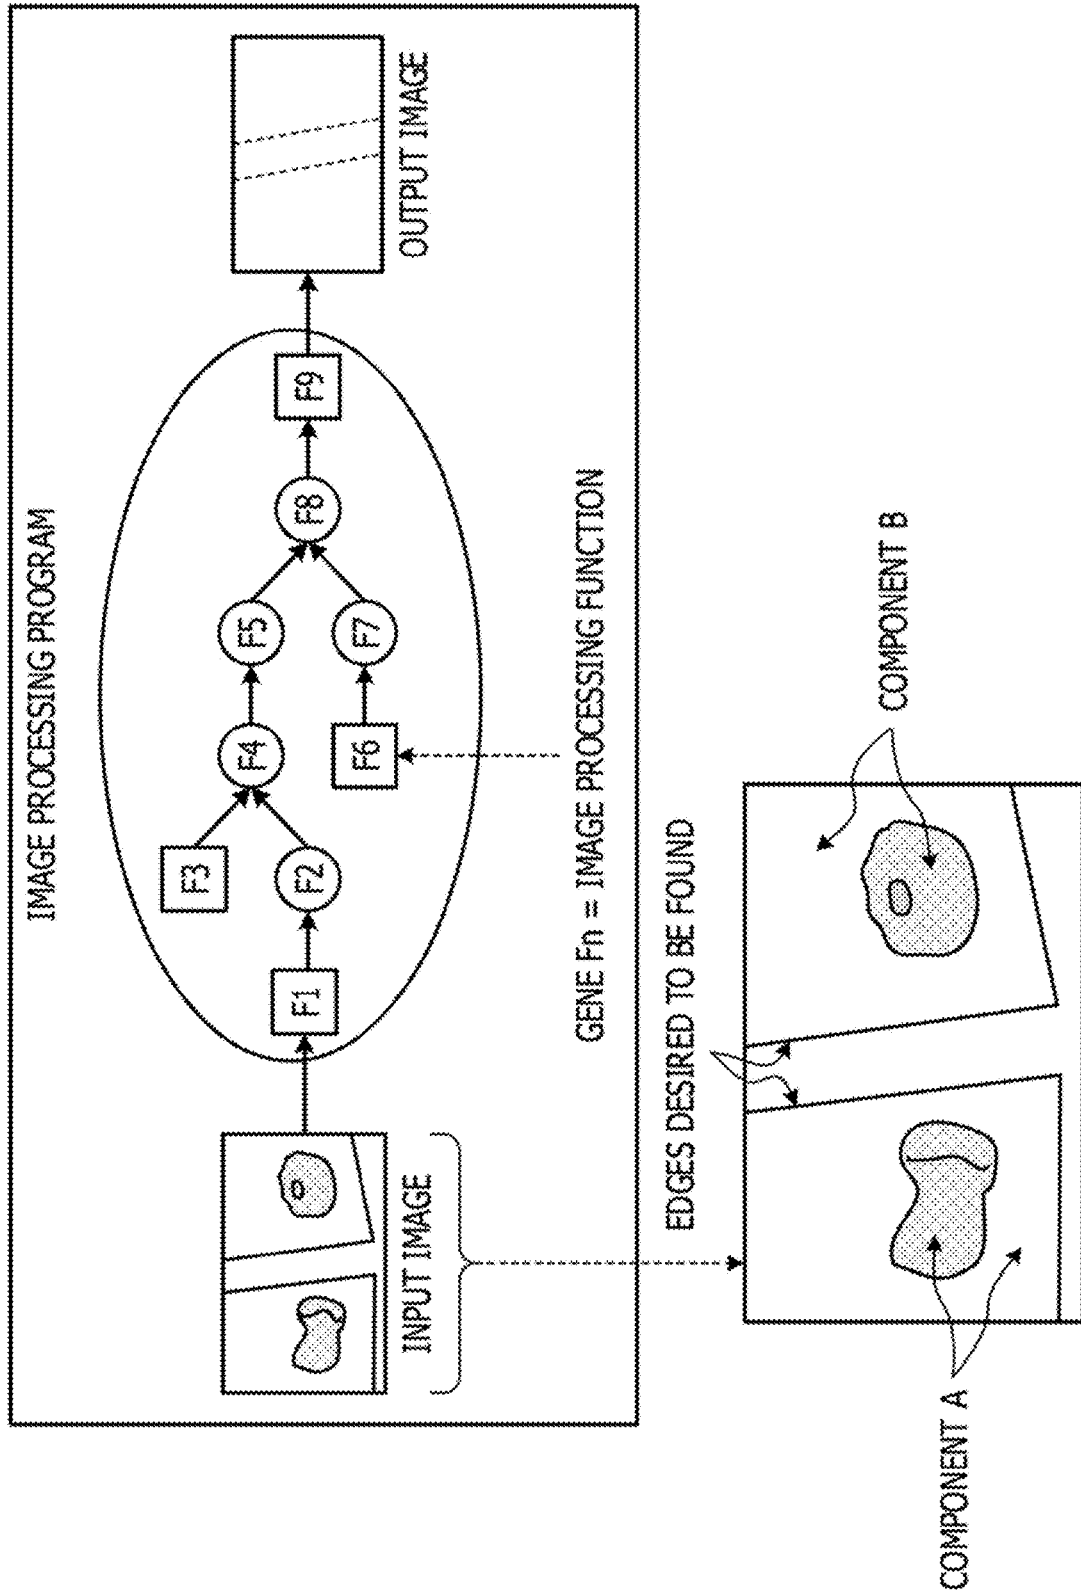 IMAGE PROCESSING PROGRAM
F1
F2
F3
F4
F5
F6
F7
F8
F9
INPUT IMAGE
OUTPUT IMAGE
GENE Fn = IMAGE PROCESSING FUNCTION
EDGES DESIRED TO BE FOUND
COMPONENT A
COMPONENT B